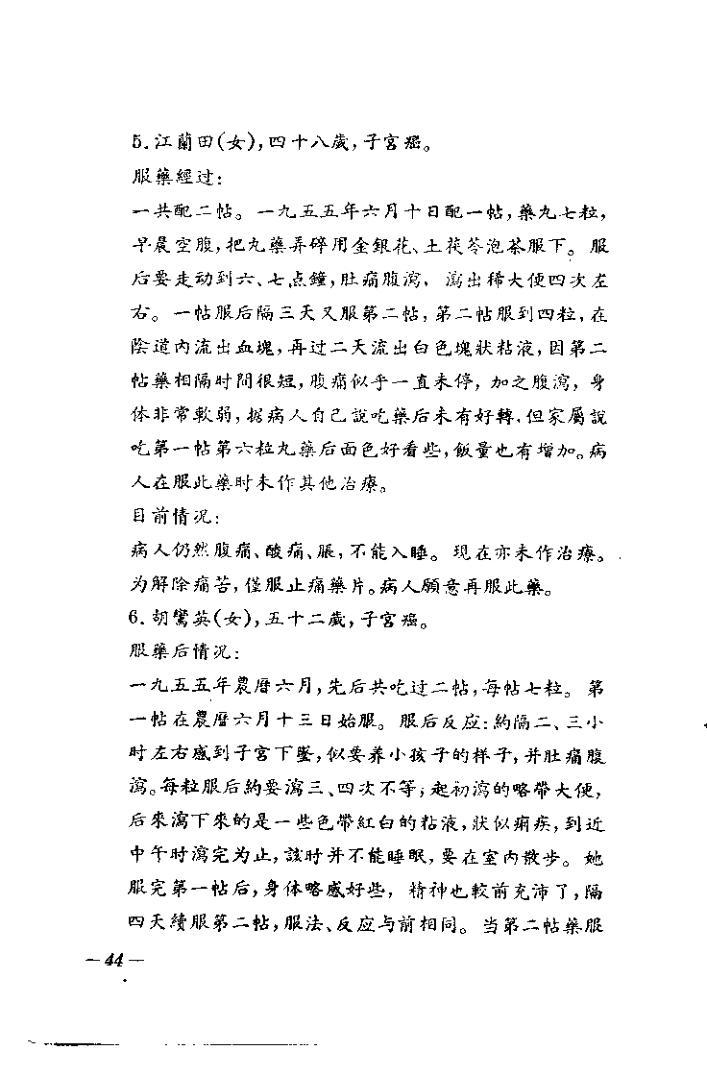 5.江蘭田(女)，四十八歲，子宮癌。
服藥經过：
一共配二帖。一九五五年六月十日配一帖，藥丸七粒，
早晨空腹，把丸藥弄碎用金銀花、土茯苓泡茶服下。服
后要走动到六、七点鐘，肚痛腹瀉，瀉出稀大便四次左
右。一帖服后隔三天又服第二帖，第二帖服到四粒，在
陰道內流出血塊，再过二天流出白色塊狀粘液，因第二
帖藥相隔时間很短，腹痛似乎一直未停，加之腹瀉，身
体非常軟弱，据病人自己說吃藥后未有好轉，但家屬說
吃第一帖第六粒丸藥后面色好看些，飯量也有增加。病
人在服此藥时未作其他治療。
目前情况：
病人仍然腹痛、酸痛、脹，不能入睡。现在亦未作治療。
为解除痛苦，僅服止痛藥片。病人願意再服此藥。
6.胡鸞英(女)，五十二歲，子宮癌。
服藥后情况：
一九五五年農曆六月，先后共吃过二帖，每帖七粒。第
一帖在農曆六月十三日始服。服后反应：約隔二、三小
时左右感到子宮下墜，似要养小孩子的样子，并肚痛腹
瀉。每粒服后約要瀉三、四次不等；起初瀉的略帶大便，
后來瀉下來的是一些色帶紅白的粘液，狀似痢疾，到近
中午时瀉完为止，該时并不能睡眠，要在室內散步。她
服完第一帖后，身体略感好些，精神也較前充沛了，隔
四天續服第二帖，服法、反应与前相同。当第二帖藥服
—44—